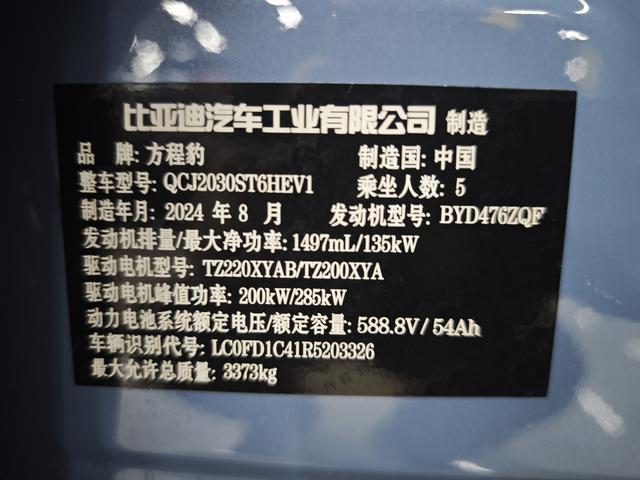 比亚迪汽车工业有限公司 制造
品 牌: 方程豹 制造国: 中国
整车型号: QCJ2030ST6HEV1 乘坐人数: 5
制造年月: 2024 年 8 月 发动机型号: BYD476ZQF
发动机排量/最大净功率: 1497mL/135kW
驱动电机型号: TZ220XYAB/TZ200XYA
驱动电机峰值功率: 200kW/285kW
动力电池系统额定电压/额定容量: 588.8V/54Ah
车辆识别代号: LC0FD1C41R5203326
最大允许总质量: 3373kg